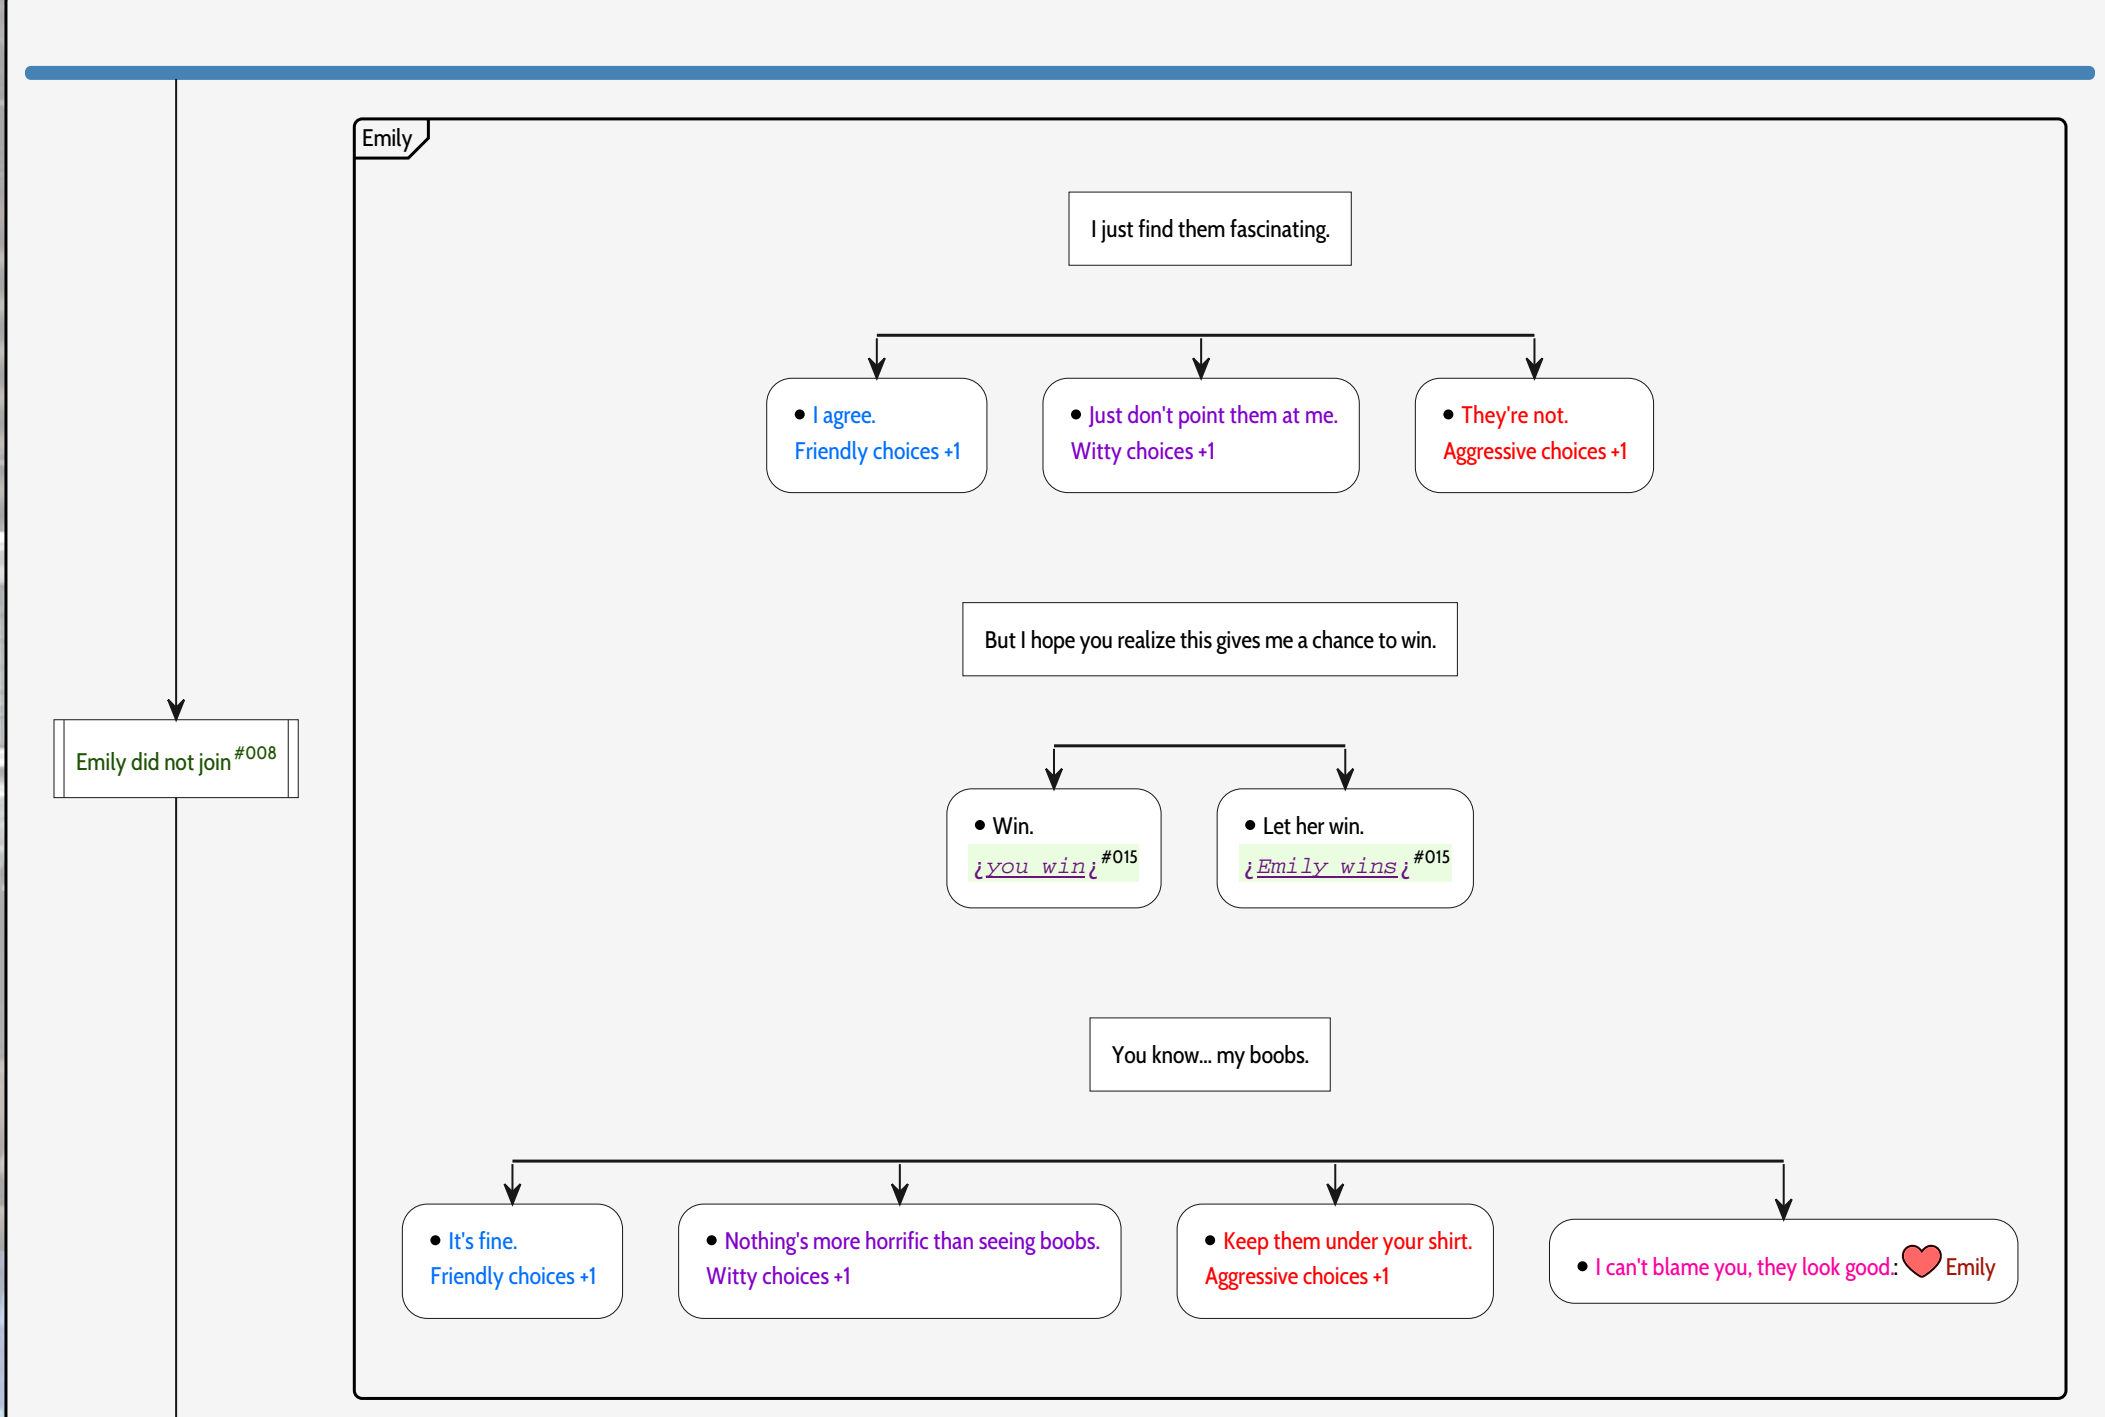 Emily
I just find them fascinating.
• I agree.
Friendly choices +1
• Just don't point them at me.
Witty choices +1
• They're not.
Aggressive choices +1
But I hope you realize this gives me a chance to win.
Emily did not join #008
• Win.
¿you win¿ #015
• Let her win.
¿Emily wins¿ #015
You know... my boobs.
• It's fine.
Friendly choices +1
• Nothing's more horrific than seeing boobs.
Witty choices +1
• Keep them under your shirt.
Aggressive choices +1
• I can't blame you, they look good.: Emily